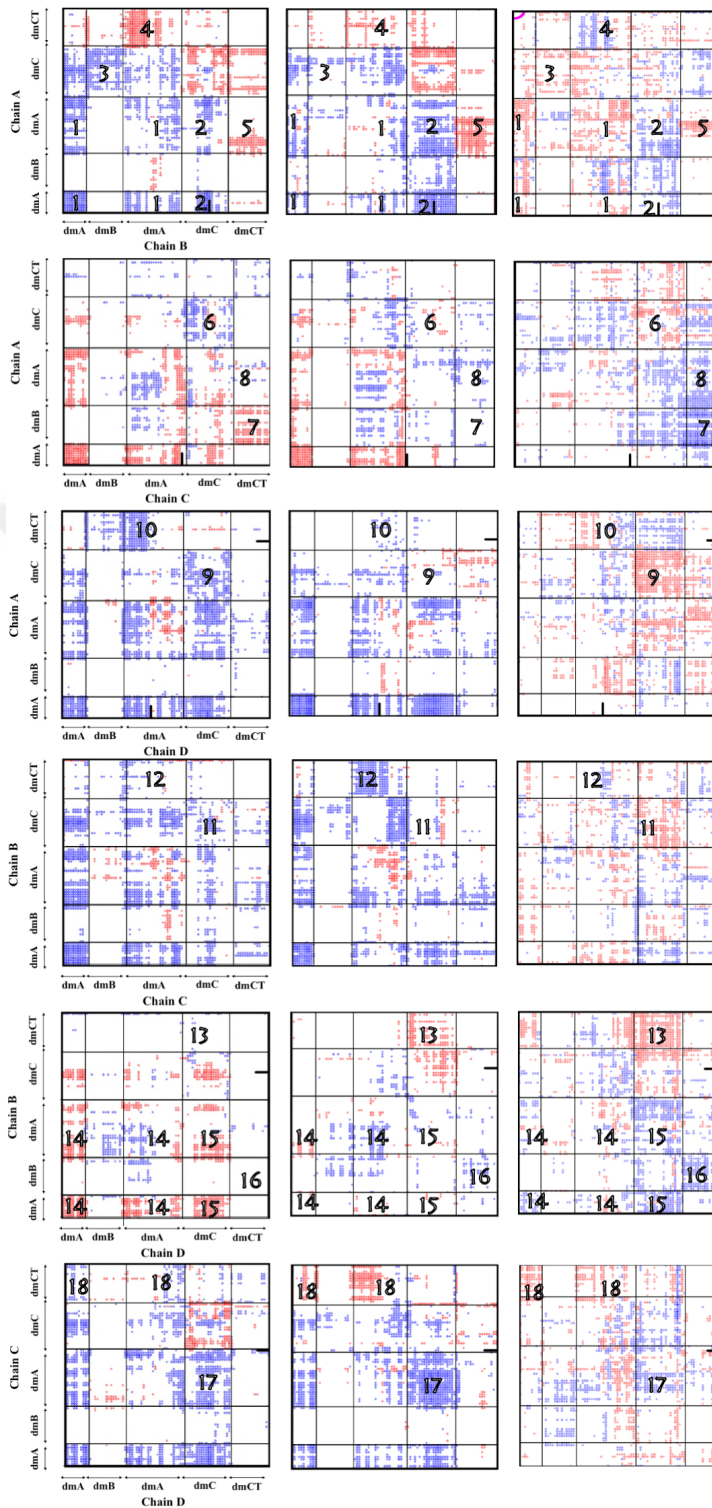 Chain A
dmCT
dmC
dmA
dmB
dmA
4
4
4
3
3
3
1 1 2 5
1 1 2 5
1 1 2 5
1 1 2
1 1 2
1 1 2
dmA dmB dmA dmC dmCT
Chain B
Chain A
dmCT
dmC
dmA
dmB
dmA
6
6
6
8
8
8
7
7
7
dmA dmB dmA dmC dmCT
Chain C
Chain A
dmCT
dmC
dmA
dmB
dmA
10
10
10
9
9
9
dmA dmB dmA dmC dmCT
Chain D
Chain B
dmCT
dmC
dmA
dmB
dmA
12
12
12
11
11
11
dmA dmB dmA dmC dmCT
Chain C
Chain B
dmCT
dmC
dmA
dmB
dmA
13
13
13
14 14 15
14 14 15
14 14 15
16
16
16
14 14 15
14 14 15
14 14 15
dmA dmB dmA dmC dmCT
Chain D
Chain C
dmCT
dmC
dmA
dmB
dmA
18 18
18 18
18 18
17
17
17
dmA dmB dmA dmC dmCT
Chain D